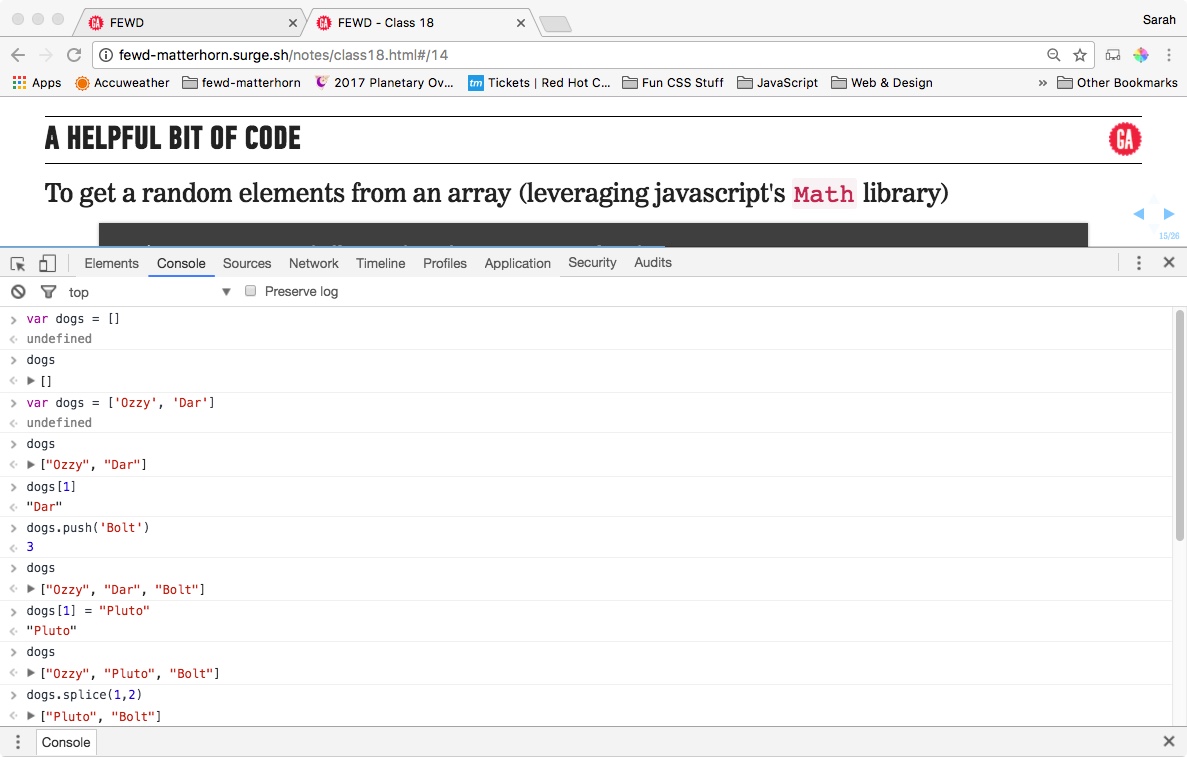 FEWD
FEWD - Class 18
Sarah
fewd-matterhorn.surge.sh/notes/class18.html#/14
Apps Accuweather fewd-matterhorn 2017 Planetary Ov... tm Tickets | Red Hot C... Fun CSS Stuff JavaScript Web & Design » Other Bookmarks
A HELPFUL BIT OF CODE
GA
To get a random elements from an array (leveraging javascript's Math library)
15/26
Elements Console Sources Network Timeline Profiles Application Security Audits
top Preserve log
var dogs = []
undefined
dogs
[]
var dogs = ['Ozzy', 'Dar']
undefined
dogs
["Ozzy", "Dar"]
dogs[1]
"Dar"
dogs.push('Bolt')
3
dogs
["Ozzy", "Dar", "Bolt"]
dogs[1] = "Pluto"
"Pluto"
dogs
["Ozzy", "Pluto", "Bolt"]
dogs.splice(1,2)
["Pluto", "Bolt"]
Console